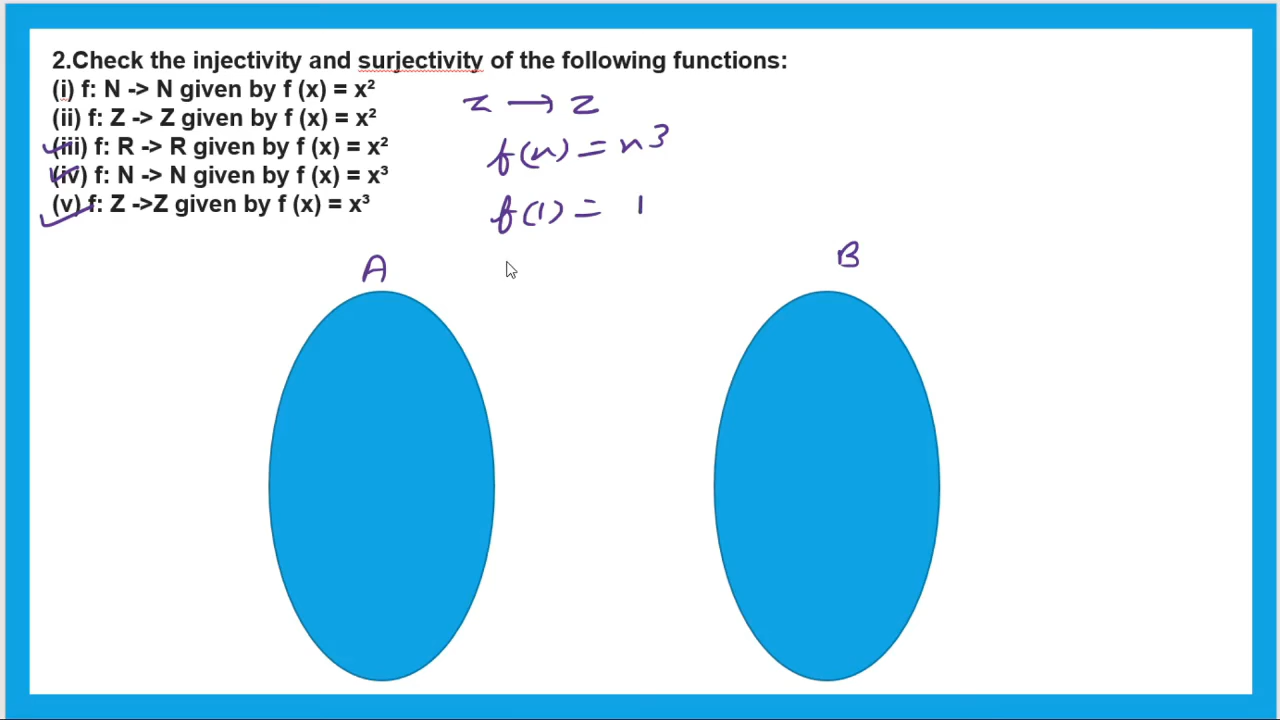 2.Check the injectivity and surjectivity of the following functions:
(i) f: N -> N given by f (x) = x²
(ii) f: Z -> Z given by f (x) = x²
(iii) f: R -> R given by f (x) = x²
(iv) f: N -> N given by f (x) = x³
(v) f: Z ->Z given by f (x) = x³
Z → Z
f(x) = x³
f(1) = 1
A
B